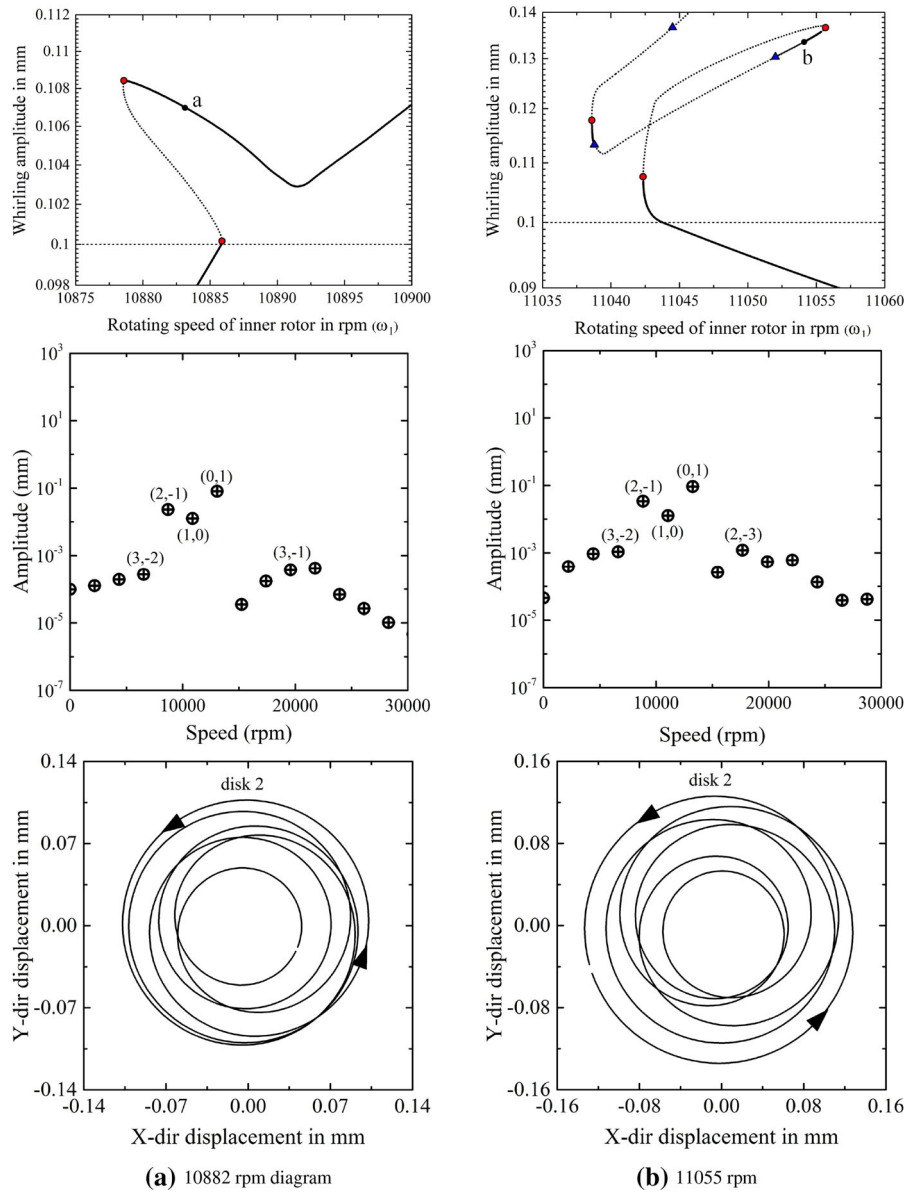 0.112
0.11
0.108
0.106
0.104
0.102
0.1
0.098
Whirling amplitude in mm
a
10875 10880 10885 10890 10895 10900
Rotating speed of inner rotor in rpm (ω1)
0.14
0.13
0.12
0.11
0.1
0.09
Whirling amplitude in mm
b
11035 11040 11045 11050 11055 11060
Rotating speed of inner rotor in rpm (ω1)
10^3
10^1
10^-1
10^-3
10^-5
10^-7
Amplitude (mm)
(0,1)
(2,-1)
(1,0)
(3,-2)
(3,-1)
0 10000 20000 30000
Speed (rpm)
10^3
10^1
10^-1
10^-3
10^-5
10^-7
Amplitude (mm)
(0,1)
(2,-1)
(1,0)
(3,-2)
(2,-3)
0 10000 20000 30000
Speed (rpm)
0.14
0.07
0.00
-0.07
-0.14
Y-dir displacement in mm
disk 2
-0.14 -0.07 0.00 0.07 0.14
X-dir displacement in mm
0.16
0.08
0.00
-0.08
-0.16
Y-dir displacement in mm
disk 2
-0.16 -0.08 0.00 0.08 0.16
X-dir displacement in mm
(a) 10882 rpm diagram
(b) 11055 rpm